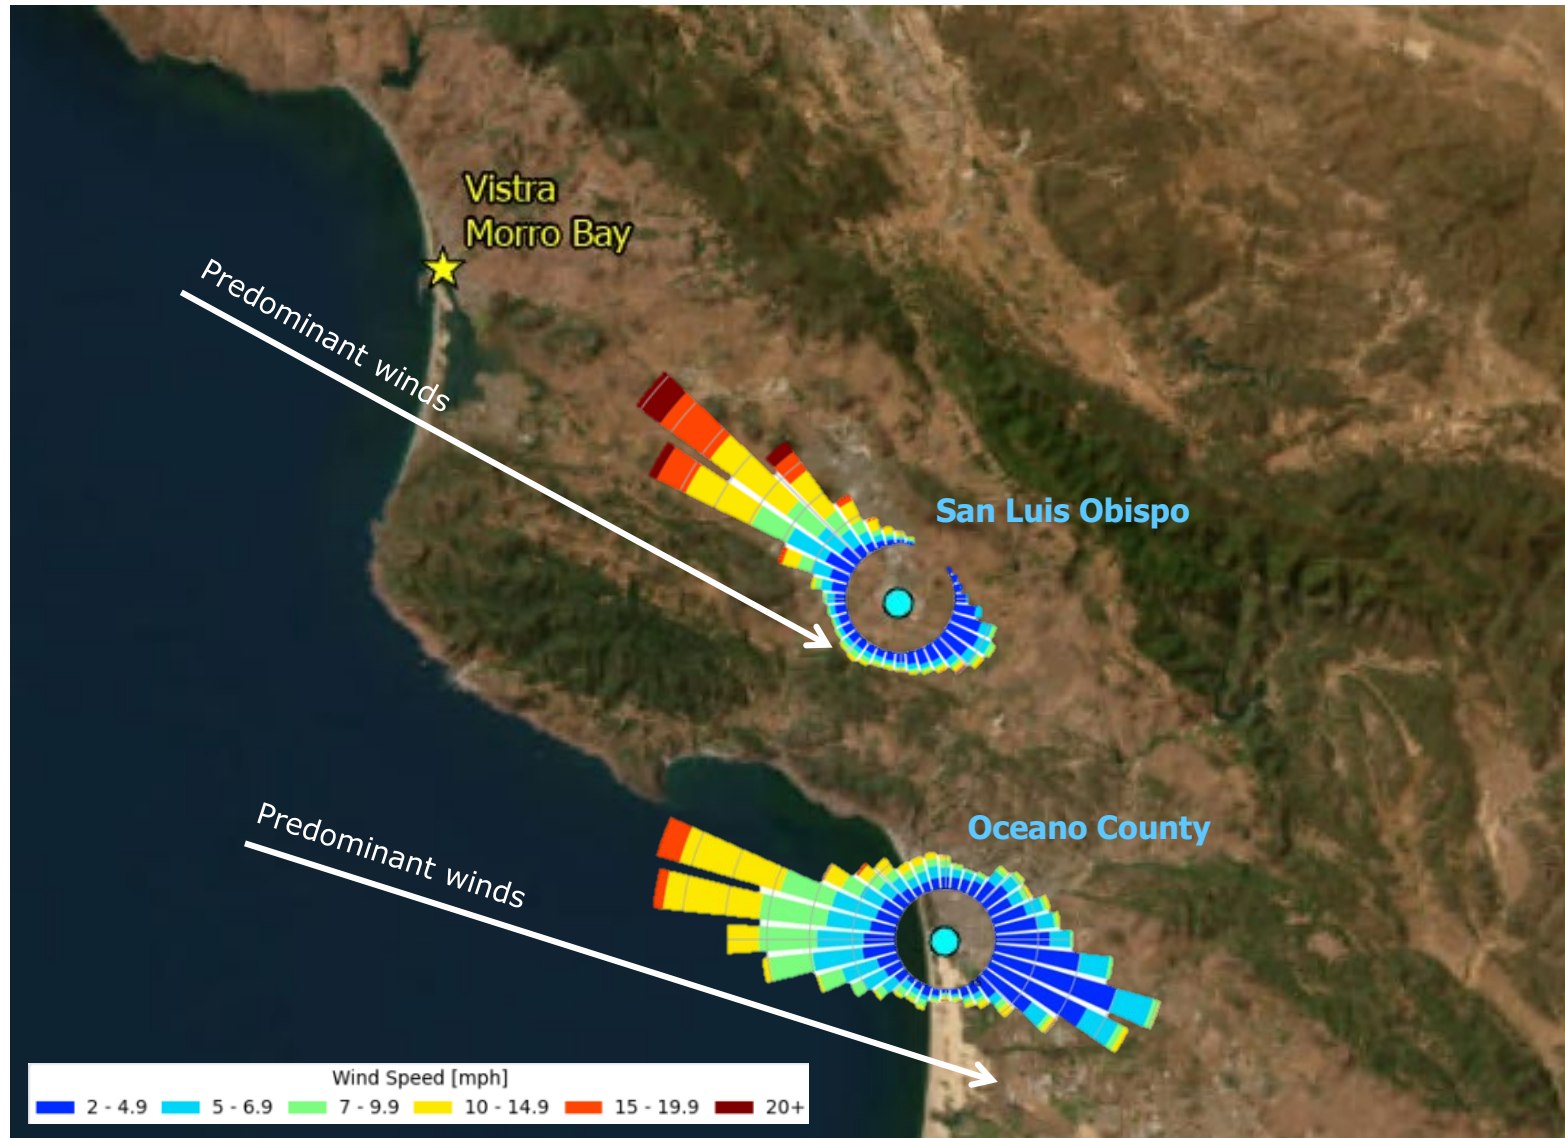 Vistra
Morro Bay
Predominant winds
San Luis Obispo
Predominant winds
Oceano County
Wind Speed [mph]
2 - 4.9 5 - 6.9 7 - 9.9 10 - 14.9 15 - 19.9 20+